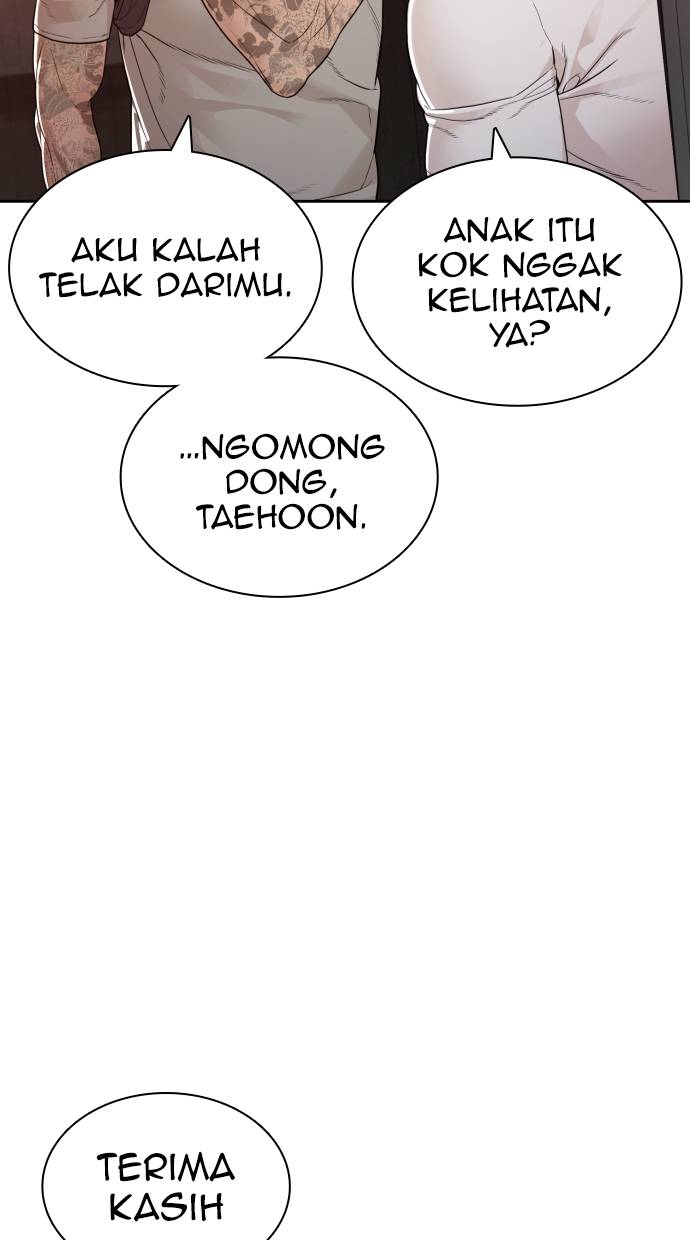 AKU KALAH
TELAK DARIMU.
ANAK ITU
KOK NGGAK
KELIHATAN,
YA?
...NGOMONG
DONG,
TAEHOON.
TERIMA
KASIH